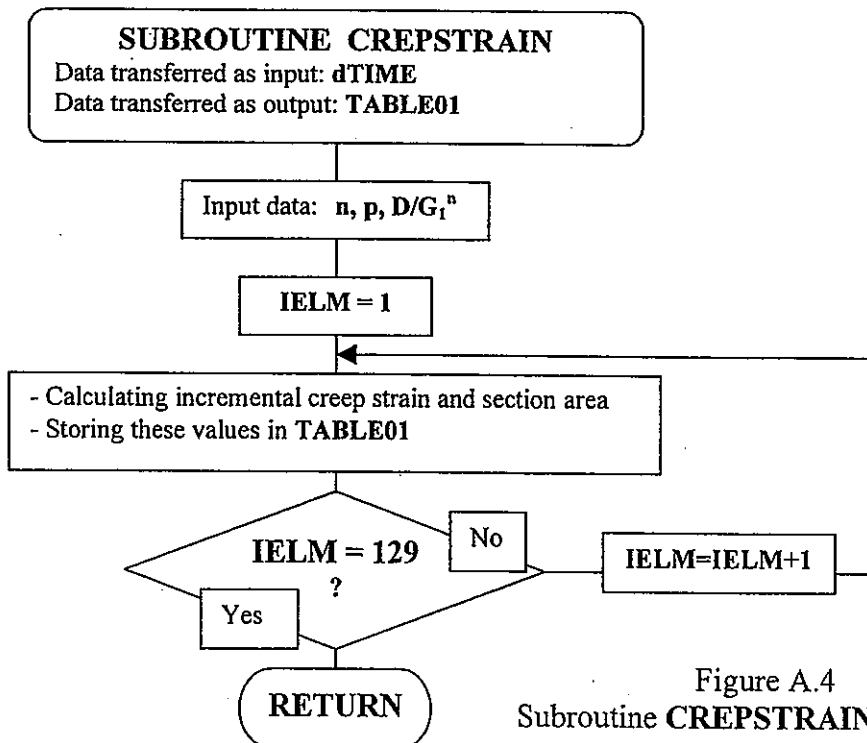 SUBROUTINE CREPSTRAIN
Data transferred as input: dTIME
Data transferred as output: TABLE01
Input data: n, p, D/G₁ⁿ
IELM = 1
- Calculating incremental creep strain and section area
- Storing these values in TABLE01
IELM = 129
?
No
Yes
IELM=IELM+1
RETURN
Figure A.4
Subroutine CREPSTRAIN